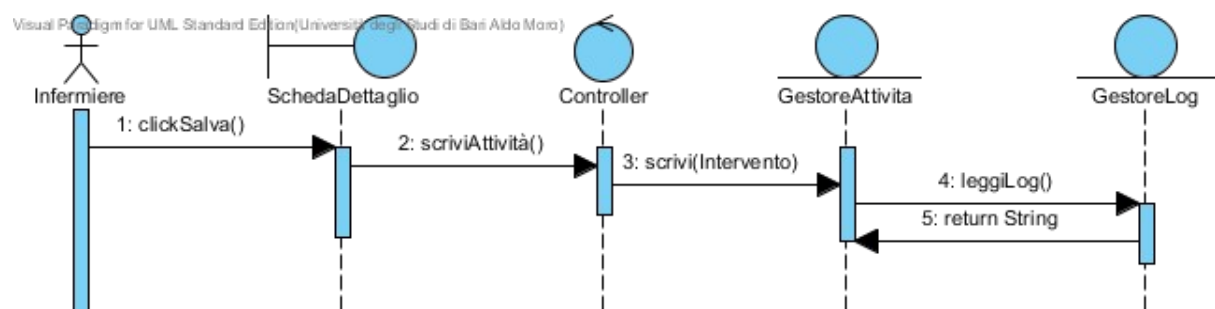 Visual Paradigm for UML Standard Edition(Università degli Studi di Bari Aldo Moro)
Infermiere
SchedaDettaglio
Controller
GestoreAttivita
GestoreLog
1: clickSalva()
2: scriviAttività()
3: scrivi(Intervento)
4: leggiLog()
5: return String